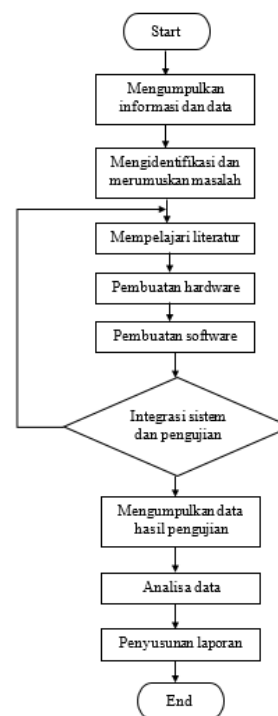 Start
Mengumpulkan
informasi dan data
Mengidentifikasi dan
merumuskan masalah
Mempelajari literatur
Pembuatan hardware
Pembuatan software
Integrasi sistem
dan pengujian
Mengumpulkan data
hasil pengujian
Analisa data
Penyusunan laporan
End